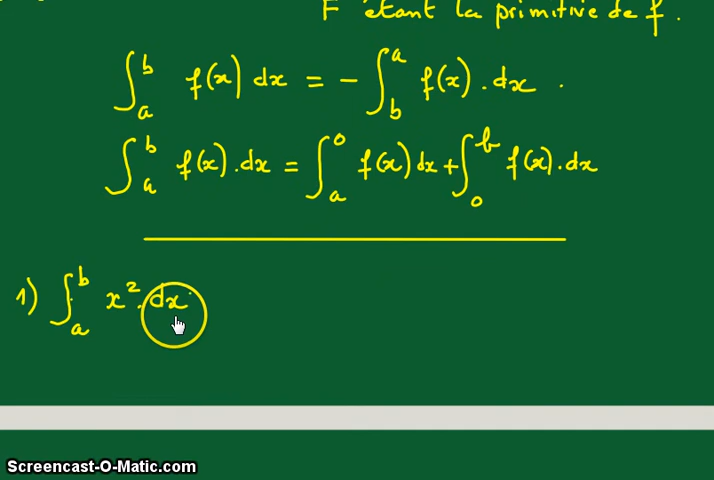 F étant la primitive de f.
∫_a^b f(x) dx = - ∫_b^a f(x).dx .
∫_a^b f(x).dx = ∫_a^0 f(x) dx + ∫_0^b f(x).dx
1) ∫_a^b x².dx
Screencast-O-Matic.com